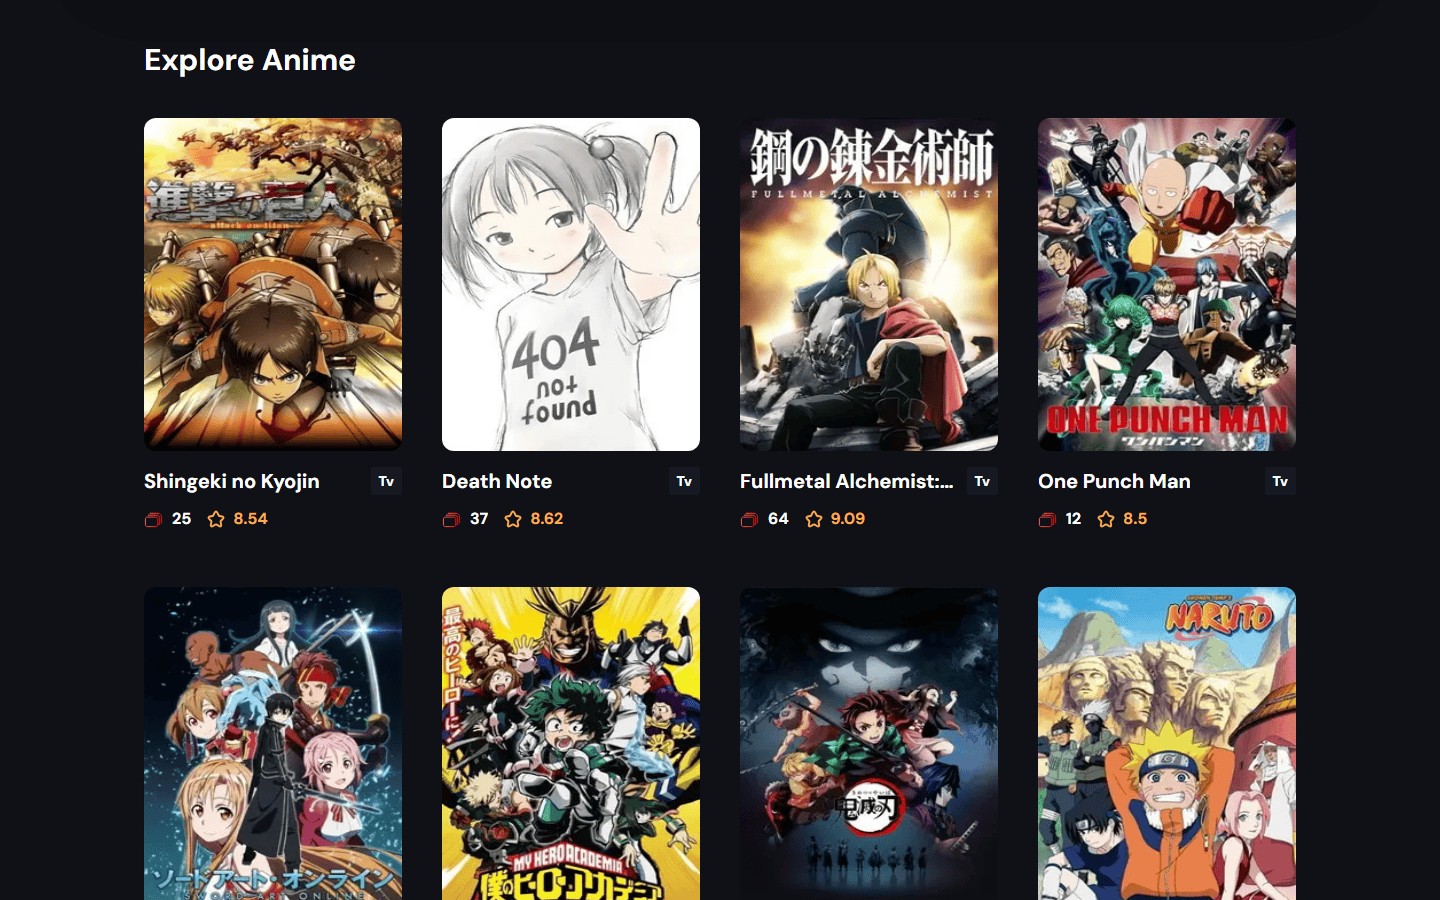 Explore Anime
進撃の巨人
attack on titan
404
not
found
鋼の錬金術師
FULLMETAL ALCHEMIST
ONE PUNCH MAN
ワンパンマン
Shingeki no Kyojin
Tv
Death Note
Tv
Fullmetal Alchemist:...
Tv
One Punch Man
Tv
25
8.54
37
8.62
64
9.09
12
8.5
ソードアート・オンライン
SWORD ART ONLINE
最高のヒーローに!
MY HERO ACADEMIA
僕のヒーローアカデミア
鬼滅の刃
NARUTO